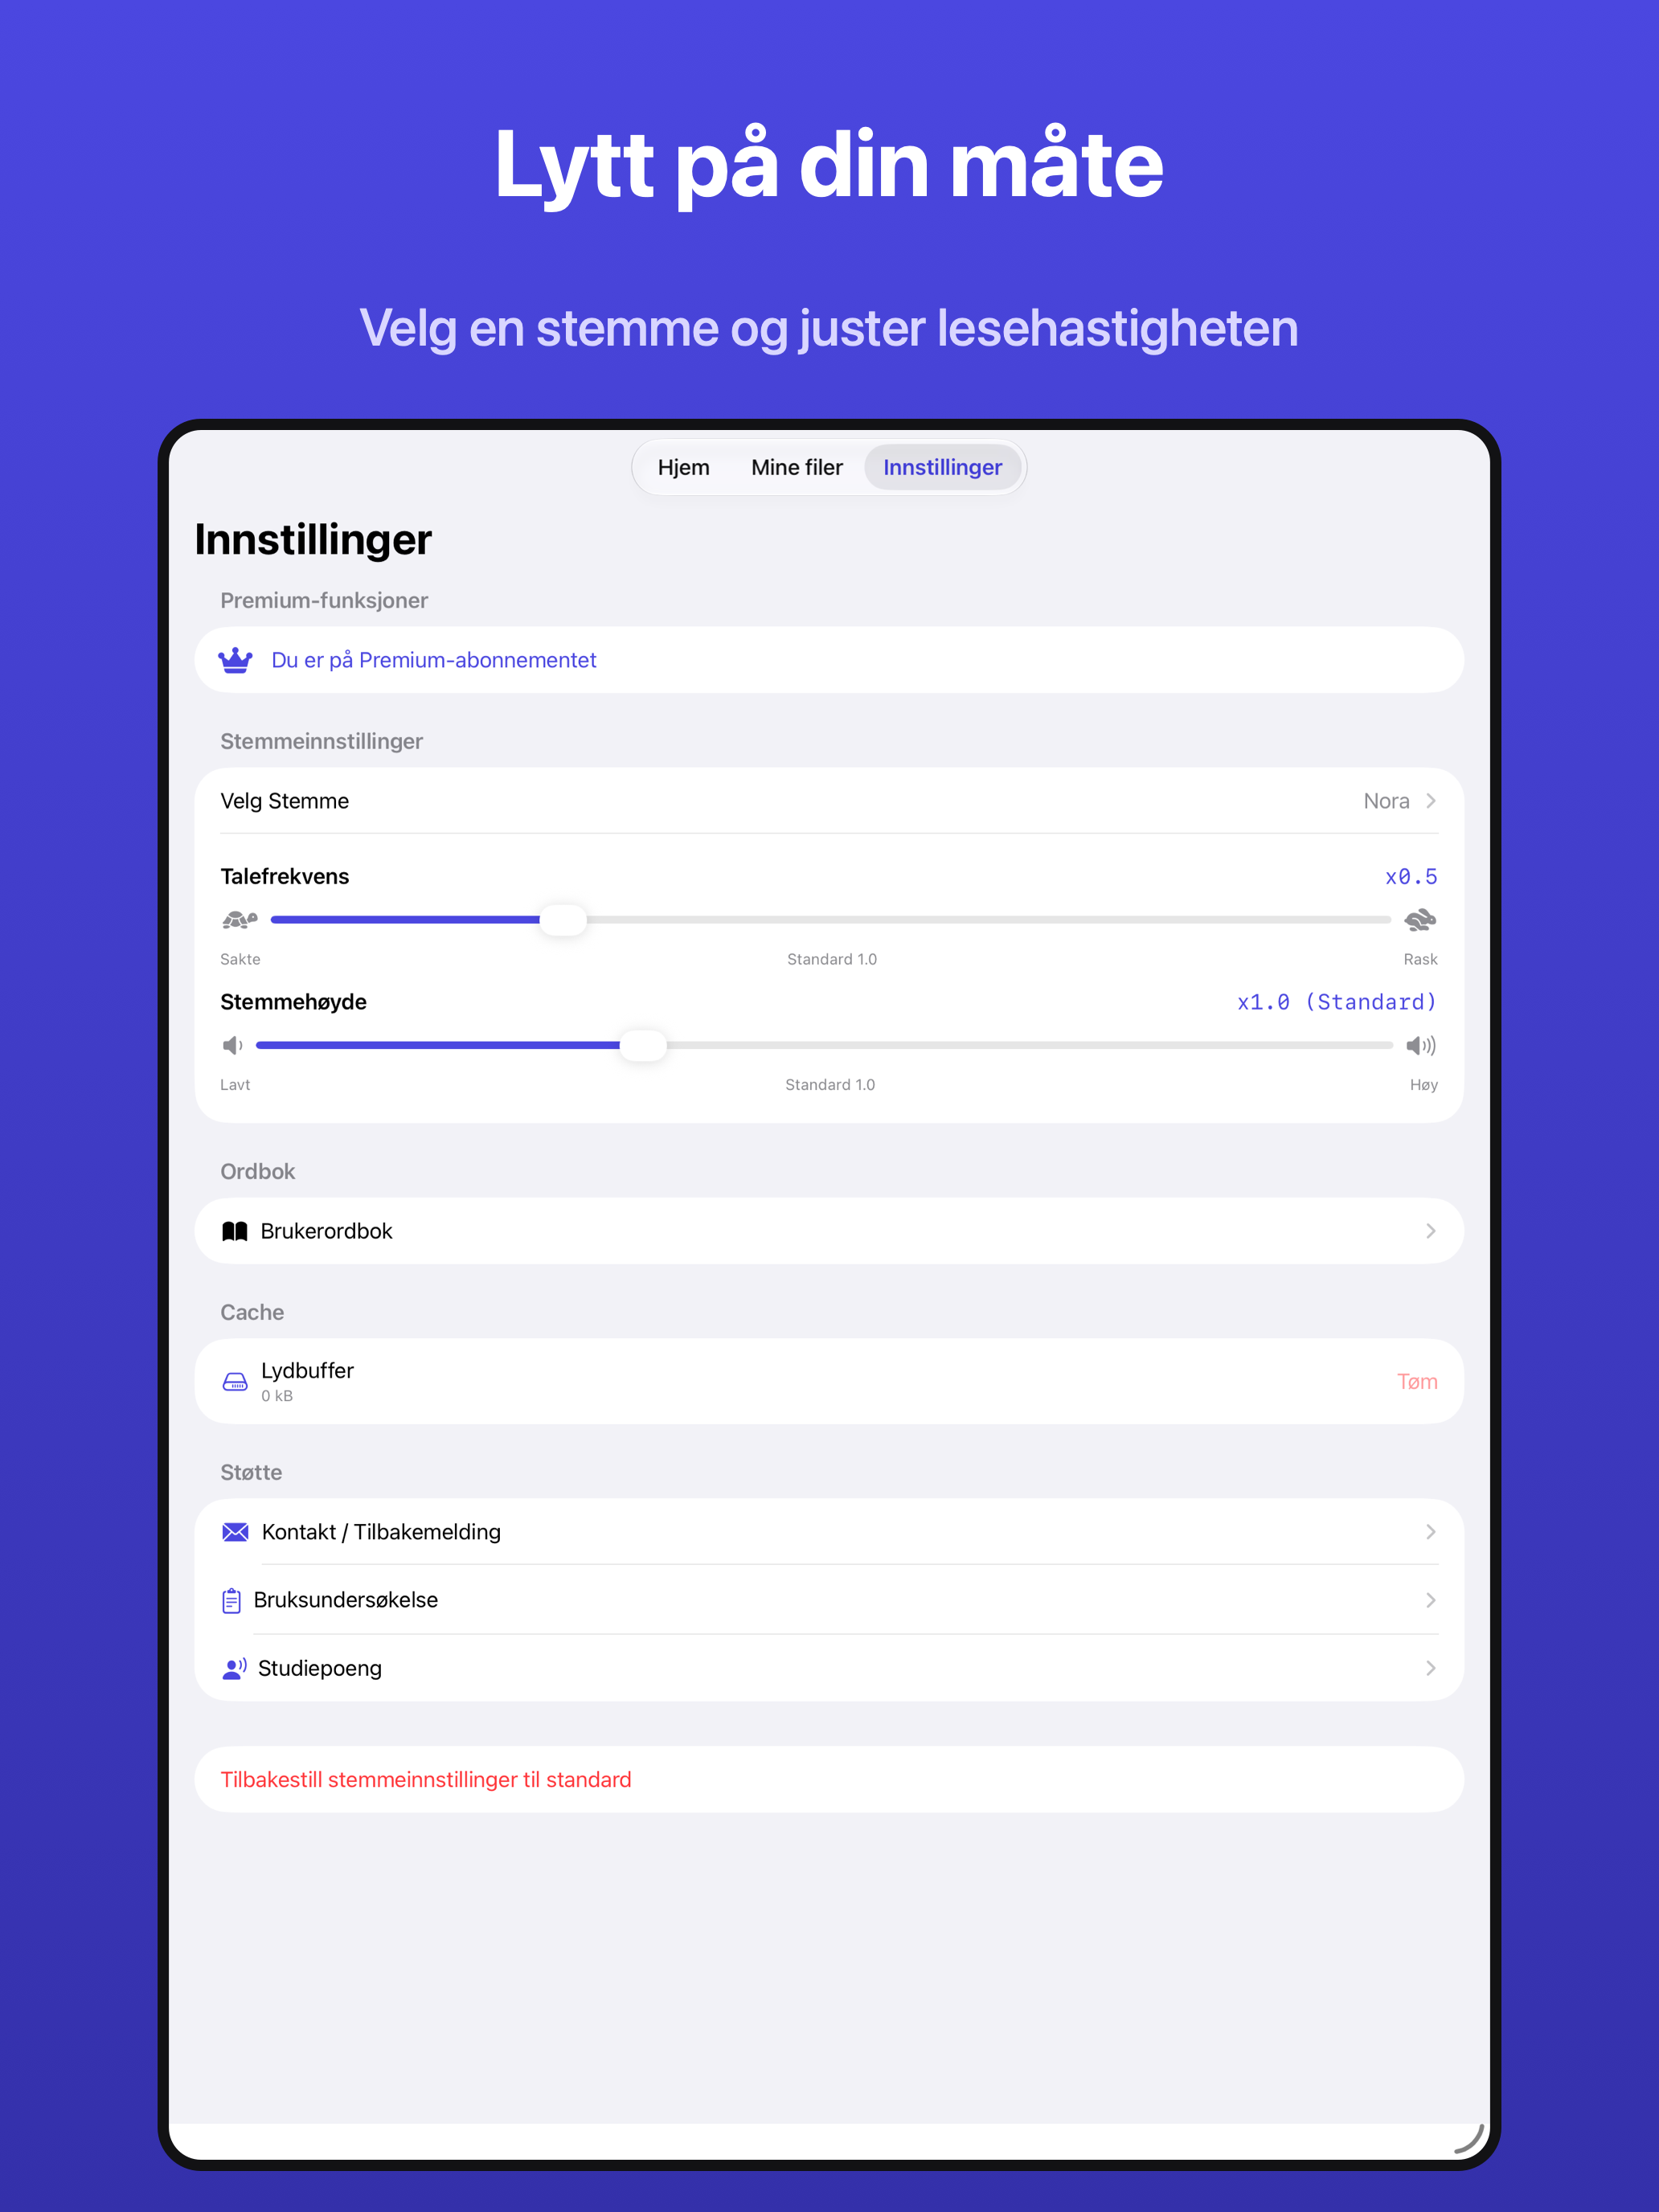 Lytt på din måte
Velg en stemme og juster lesehastigheten
Hjem Mine filer Innstillinger
Innstillinger
Premium-funksjoner
Du er på Premium-abonnementet
Stemmeinnstillinger
Velg Stemme Nora
Talefrekvens x0.5
Sakte Standard 1.0 Rask
Stemmehøyde x1.0 (Standard)
Lavt Standard 1.0 Høy
Ordbok
Brukerordbok
Cache
Lydbuffer
0 kB
Tøm
Støtte
Kontakt / Tilbakemelding
Bruksundersøkelse
Studiepoeng
Tilbakestill stemmeinnstillinger til standard